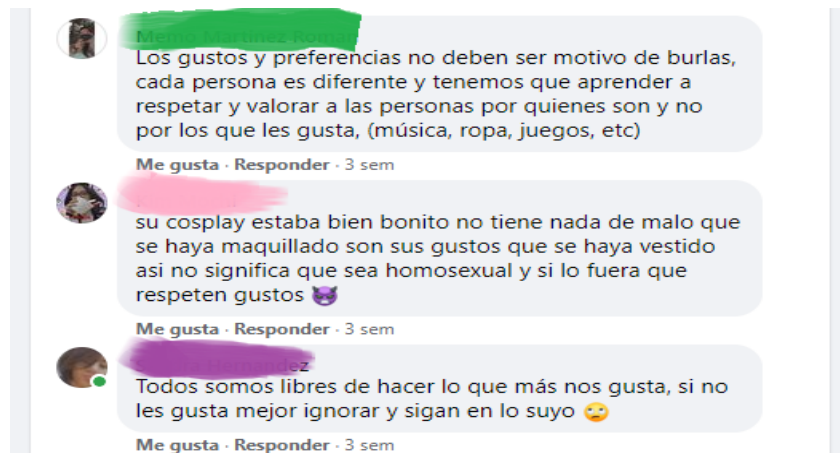 Los gustos y preferencias no deben ser motivo de burlas,
cada persona es diferente y tenemos que aprender a
respetar y valorar a las personas por quienes son y no
por los que les gusta, (música, ropa, juegos, etc)
Me gusta · Responder · 3 sem
su cosplay estaba bien bonito no tiene nada de malo que
se haya maquillado son sus gustos que se haya vestido
asi no significa que sea homosexual y si lo fuera que
respeten gustos 😈
Me gusta · Responder · 3 sem
Todos somos libres de hacer lo que más nos gusta, si no
les gusta mejor ignorar y sigan en lo suyo 🙄
Me gusta · Responder · 3 sem